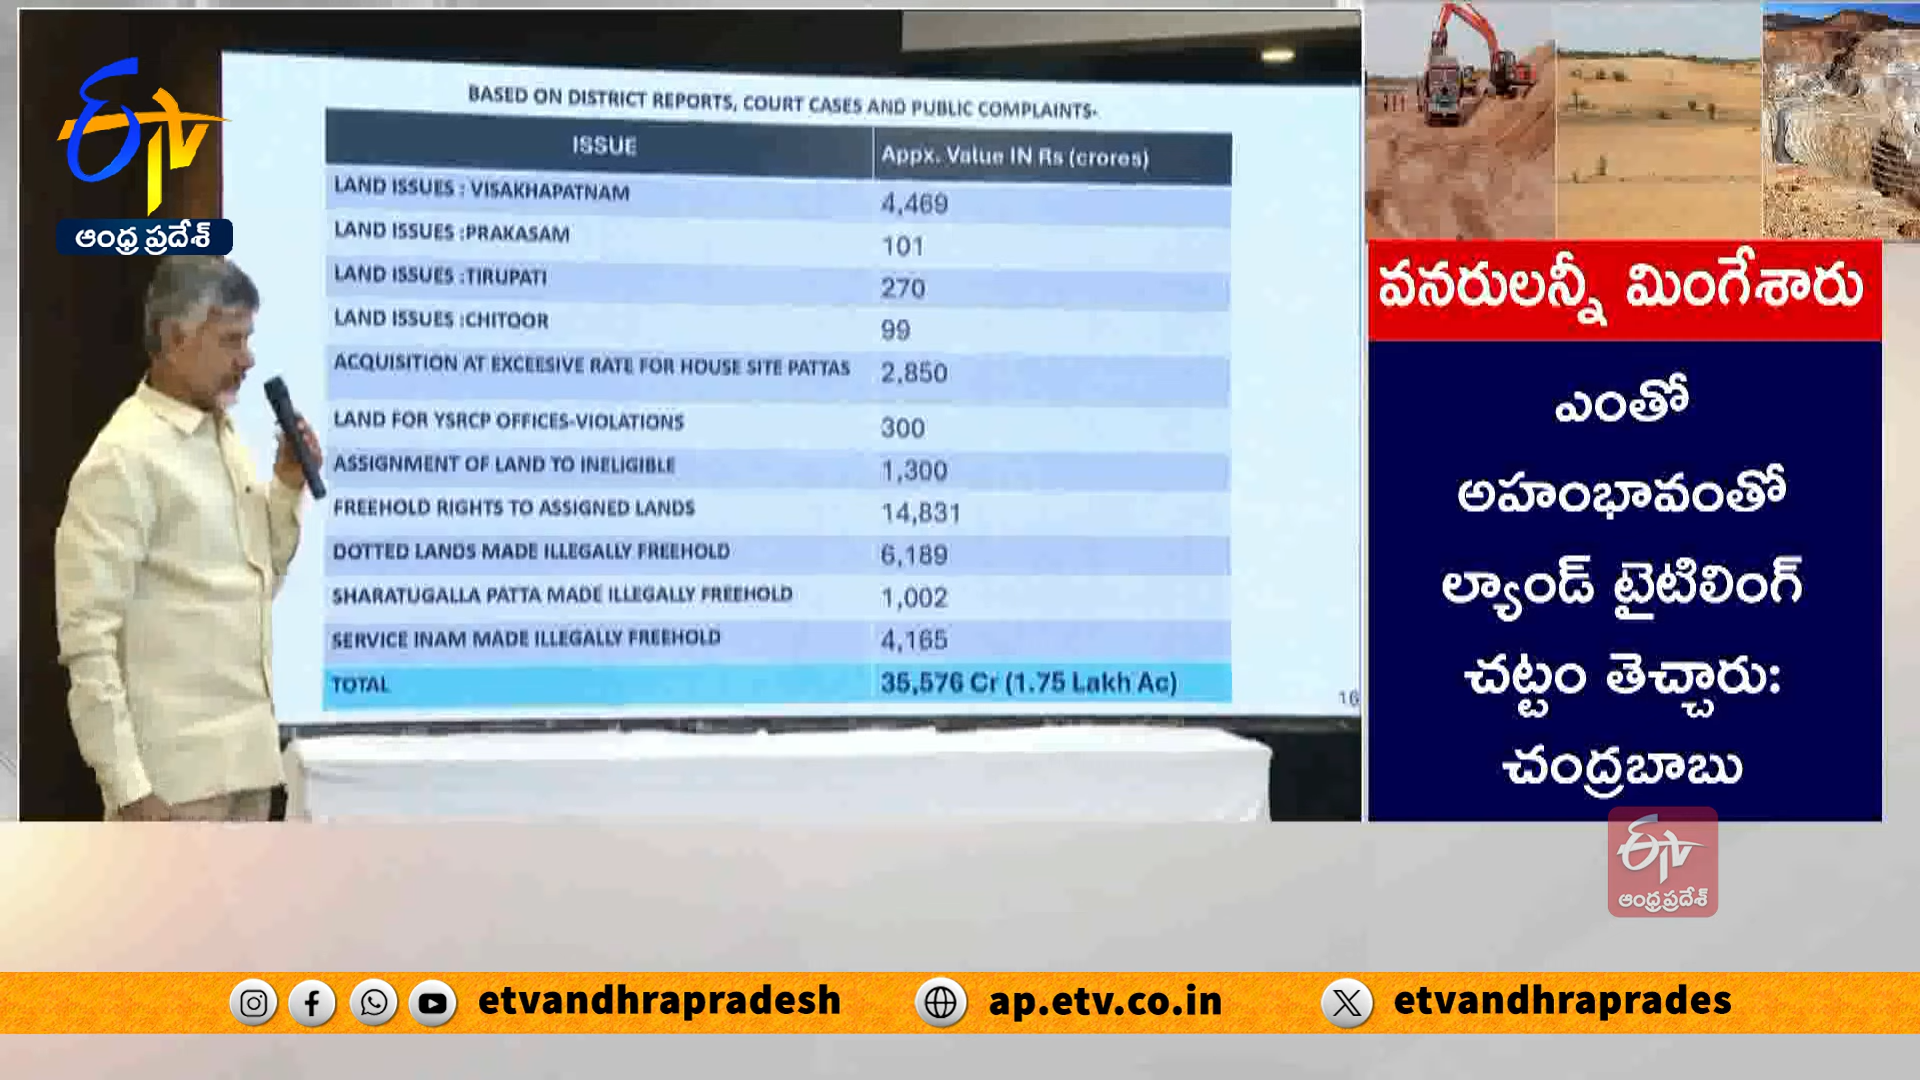 ETV
ఆంధ్ర ప్రదేశ్
BASED ON DISTRICT REPORTS, COURT CASES AND PUBLIC COMPLAINTS-
ISSUE Appx. Value IN Rs (crores)
LAND ISSUES : VISAKHAPATNAM 4,469
LAND ISSUES :PRAKASAM 101
LAND ISSUES :TIRUPATI 270
LAND ISSUES :CHITOOR 99
ACQUISITION AT EXCEESIVE RATE FOR HOUSE SITE PATTAS 2,850
LAND FOR YSRCP OFFICES-VIOLATIONS 300
ASSIGNMENT OF LAND TO INELIGIBLE 1,300
FREEHOLD RIGHTS TO ASSIGNED LANDS 14,831
DOTTED LANDS MADE ILLEGALLY FREEHOLD 6,189
SHARATUGALLA PATTA MADE ILLEGALLY FREEHOLD 1,002
SERVICE INAM MADE ILLEGALLY FREEHOLD 4,165
TOTAL 35,576 Cr (1.75 Lakh Ac)
16
వనరులన్నీ మింగేశారు
ఎంతో
అహంభావంతో
ల్యాండ్ టైటిలింగ్
చట్టం తెచ్చారు:
చంద్రబాబు
ETV
ఆంధ్రప్రదేశ్
etvandhrapradesh ap.etv.co.in etvandhraprades